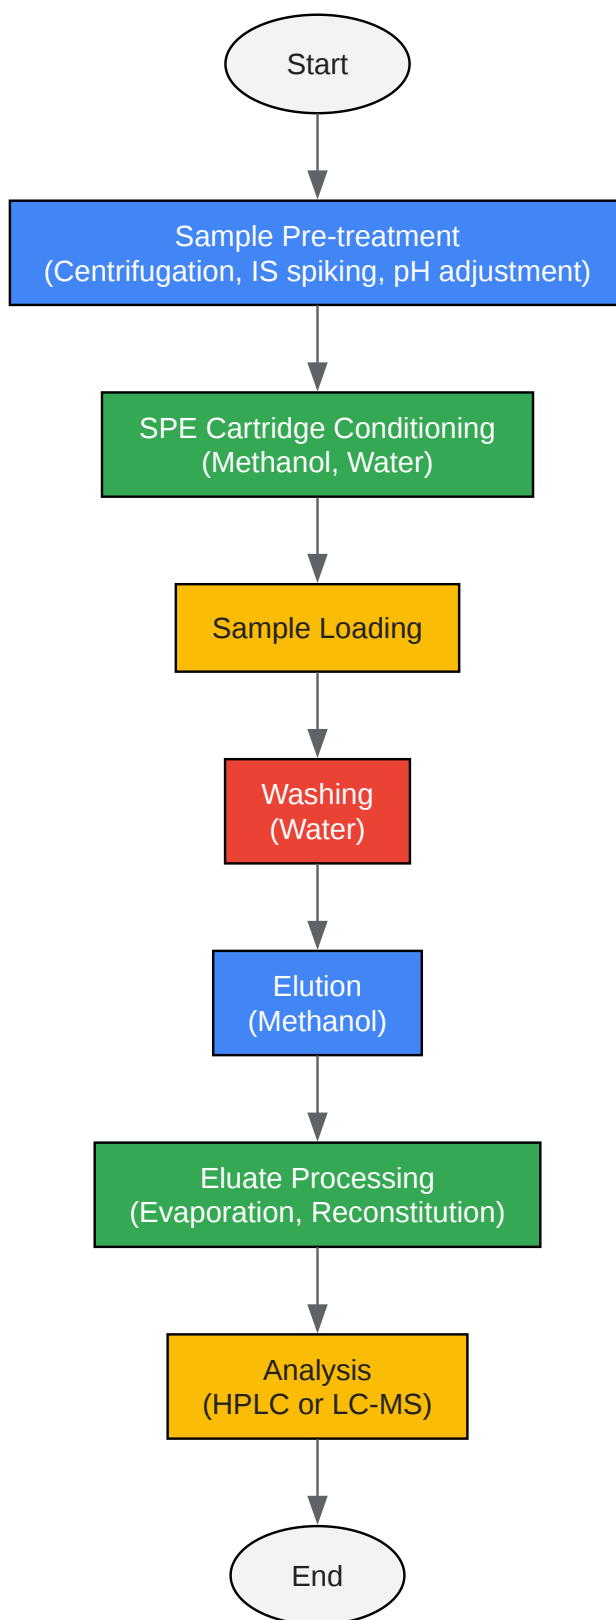 Start
Sample Pre-treatment
(Centrifugation, IS spiking, pH adjustment)
SPE Cartridge Conditioning
(Methanol, Water)
Sample Loading
Washing
(Water)
Elution
(Methanol)
Eluate Processing
(Evaporation, Reconstitution)
Analysis
(HPLC or LC-MS)
End